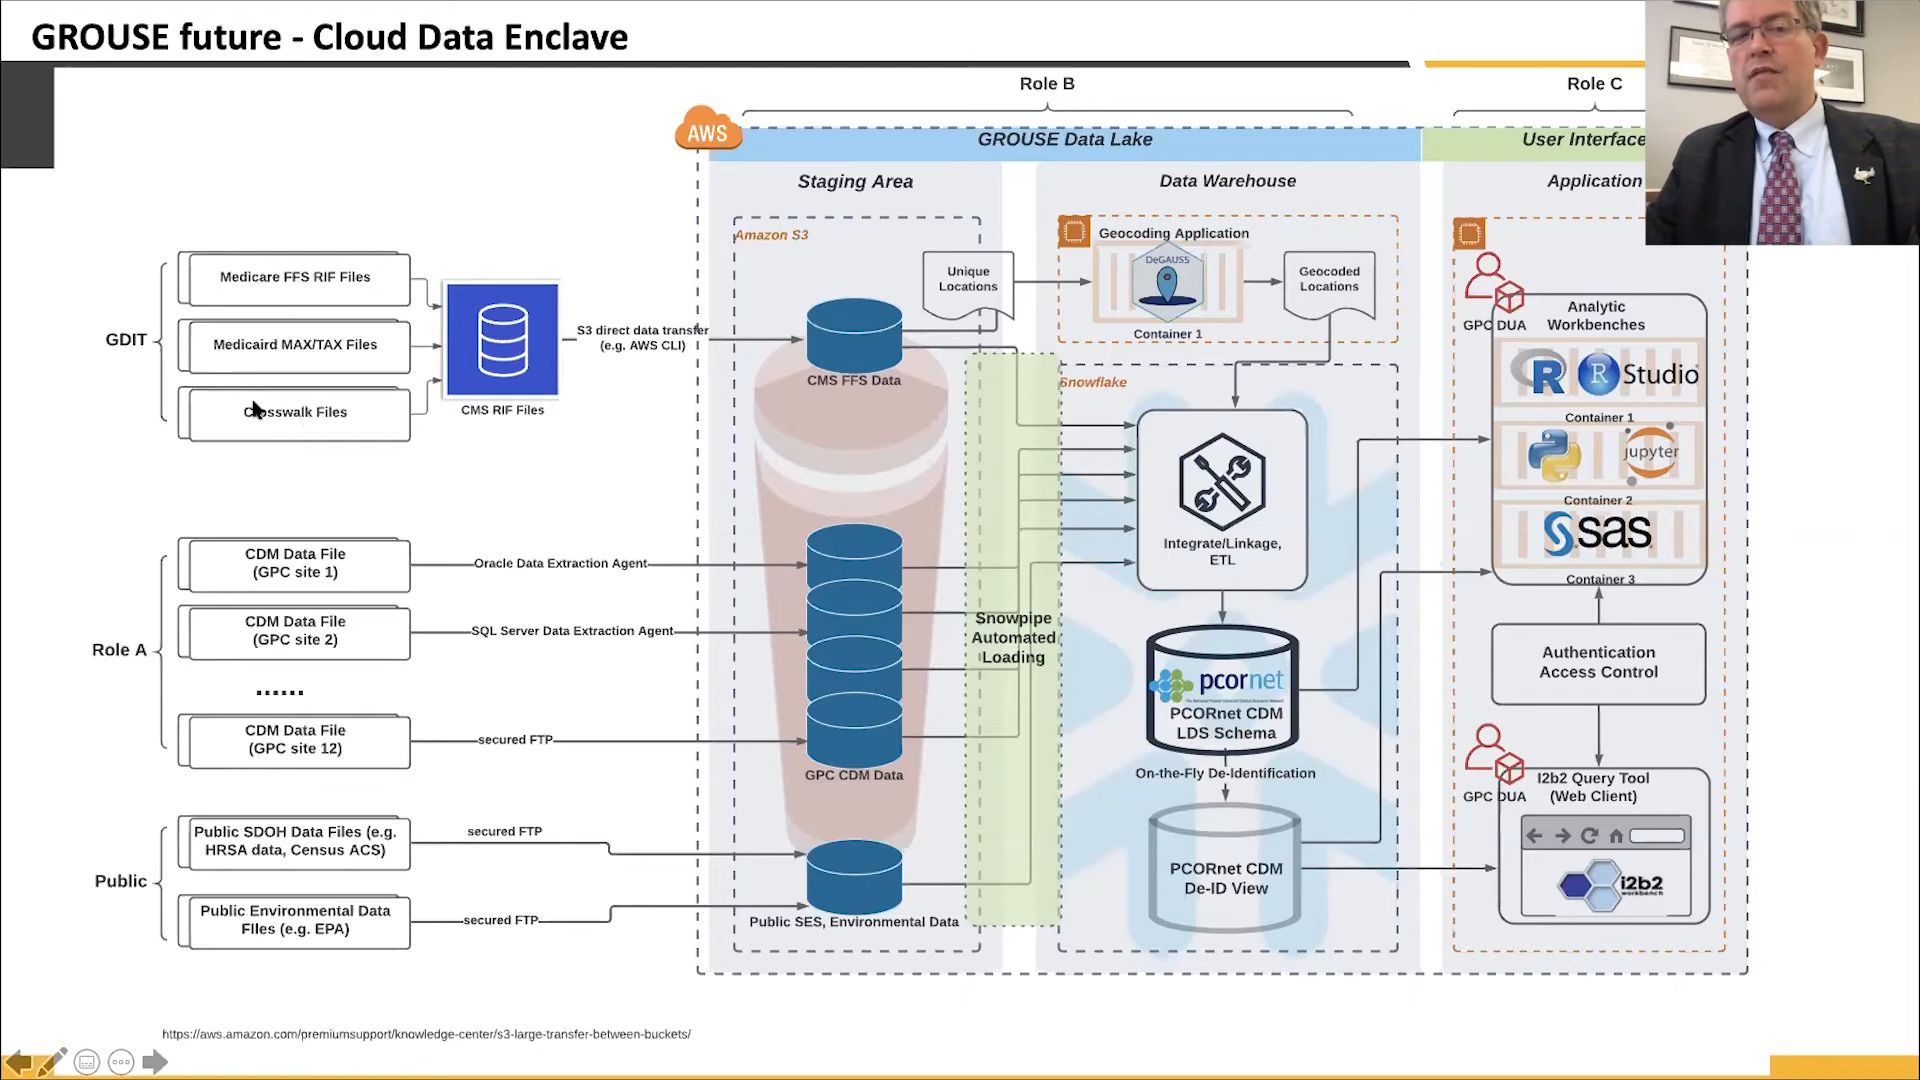 GROUSE future - Cloud Data Enclave
Role B
Role C
AWS
GROUSE Data Lake
User Interface
Staging Area
Data Warehouse
Application
Amazon S3
Geocoding Application
DeGAUSS
Unique
Locations
Geocoded
Locations
Container 1
GDIT
Medicare FFS RIF Files
Medicaird MAX/TAX Files
Crosswalk Files
CMS RIF Files
S3 direct data transfer
(e.g. AWS CLI)
CMS FFS Data
Snowflake
Integrate/Linkage,
ETL
GPC DUA
Analytic
Workbenches
R
R Studio
Container 1
jupyter
Container 2
sas
Container 3
Role A
CDM Data File
(GPC site 1)
Oracle Data Extraction Agent
CDM Data File
(GPC site 2)
SQL Server Data Extraction Agent
......
CDM Data File
(GPC site 12)
secured FTP
GPC CDM Data
Snowpipe
Automated
Loading
pcornet
PCORnet CDM
LDS Schema
On-the-Fly De-Identification
PCORnet CDM
De-ID View
Authentication
Access Control
GPC DUA
I2b2 Query Tool
(Web Client)
i2b2
workbench
Public
Public SDOH Data Files (e.g.
HRSA data, Census ACS)
secured FTP
Public Environmental Data
FIles (e.g. EPA)
secured FTP
Public SES, Environmental Data
https://aws.amazon.com/premiumsupport/knowledge-center/s3-large-transfer-between-buckets/